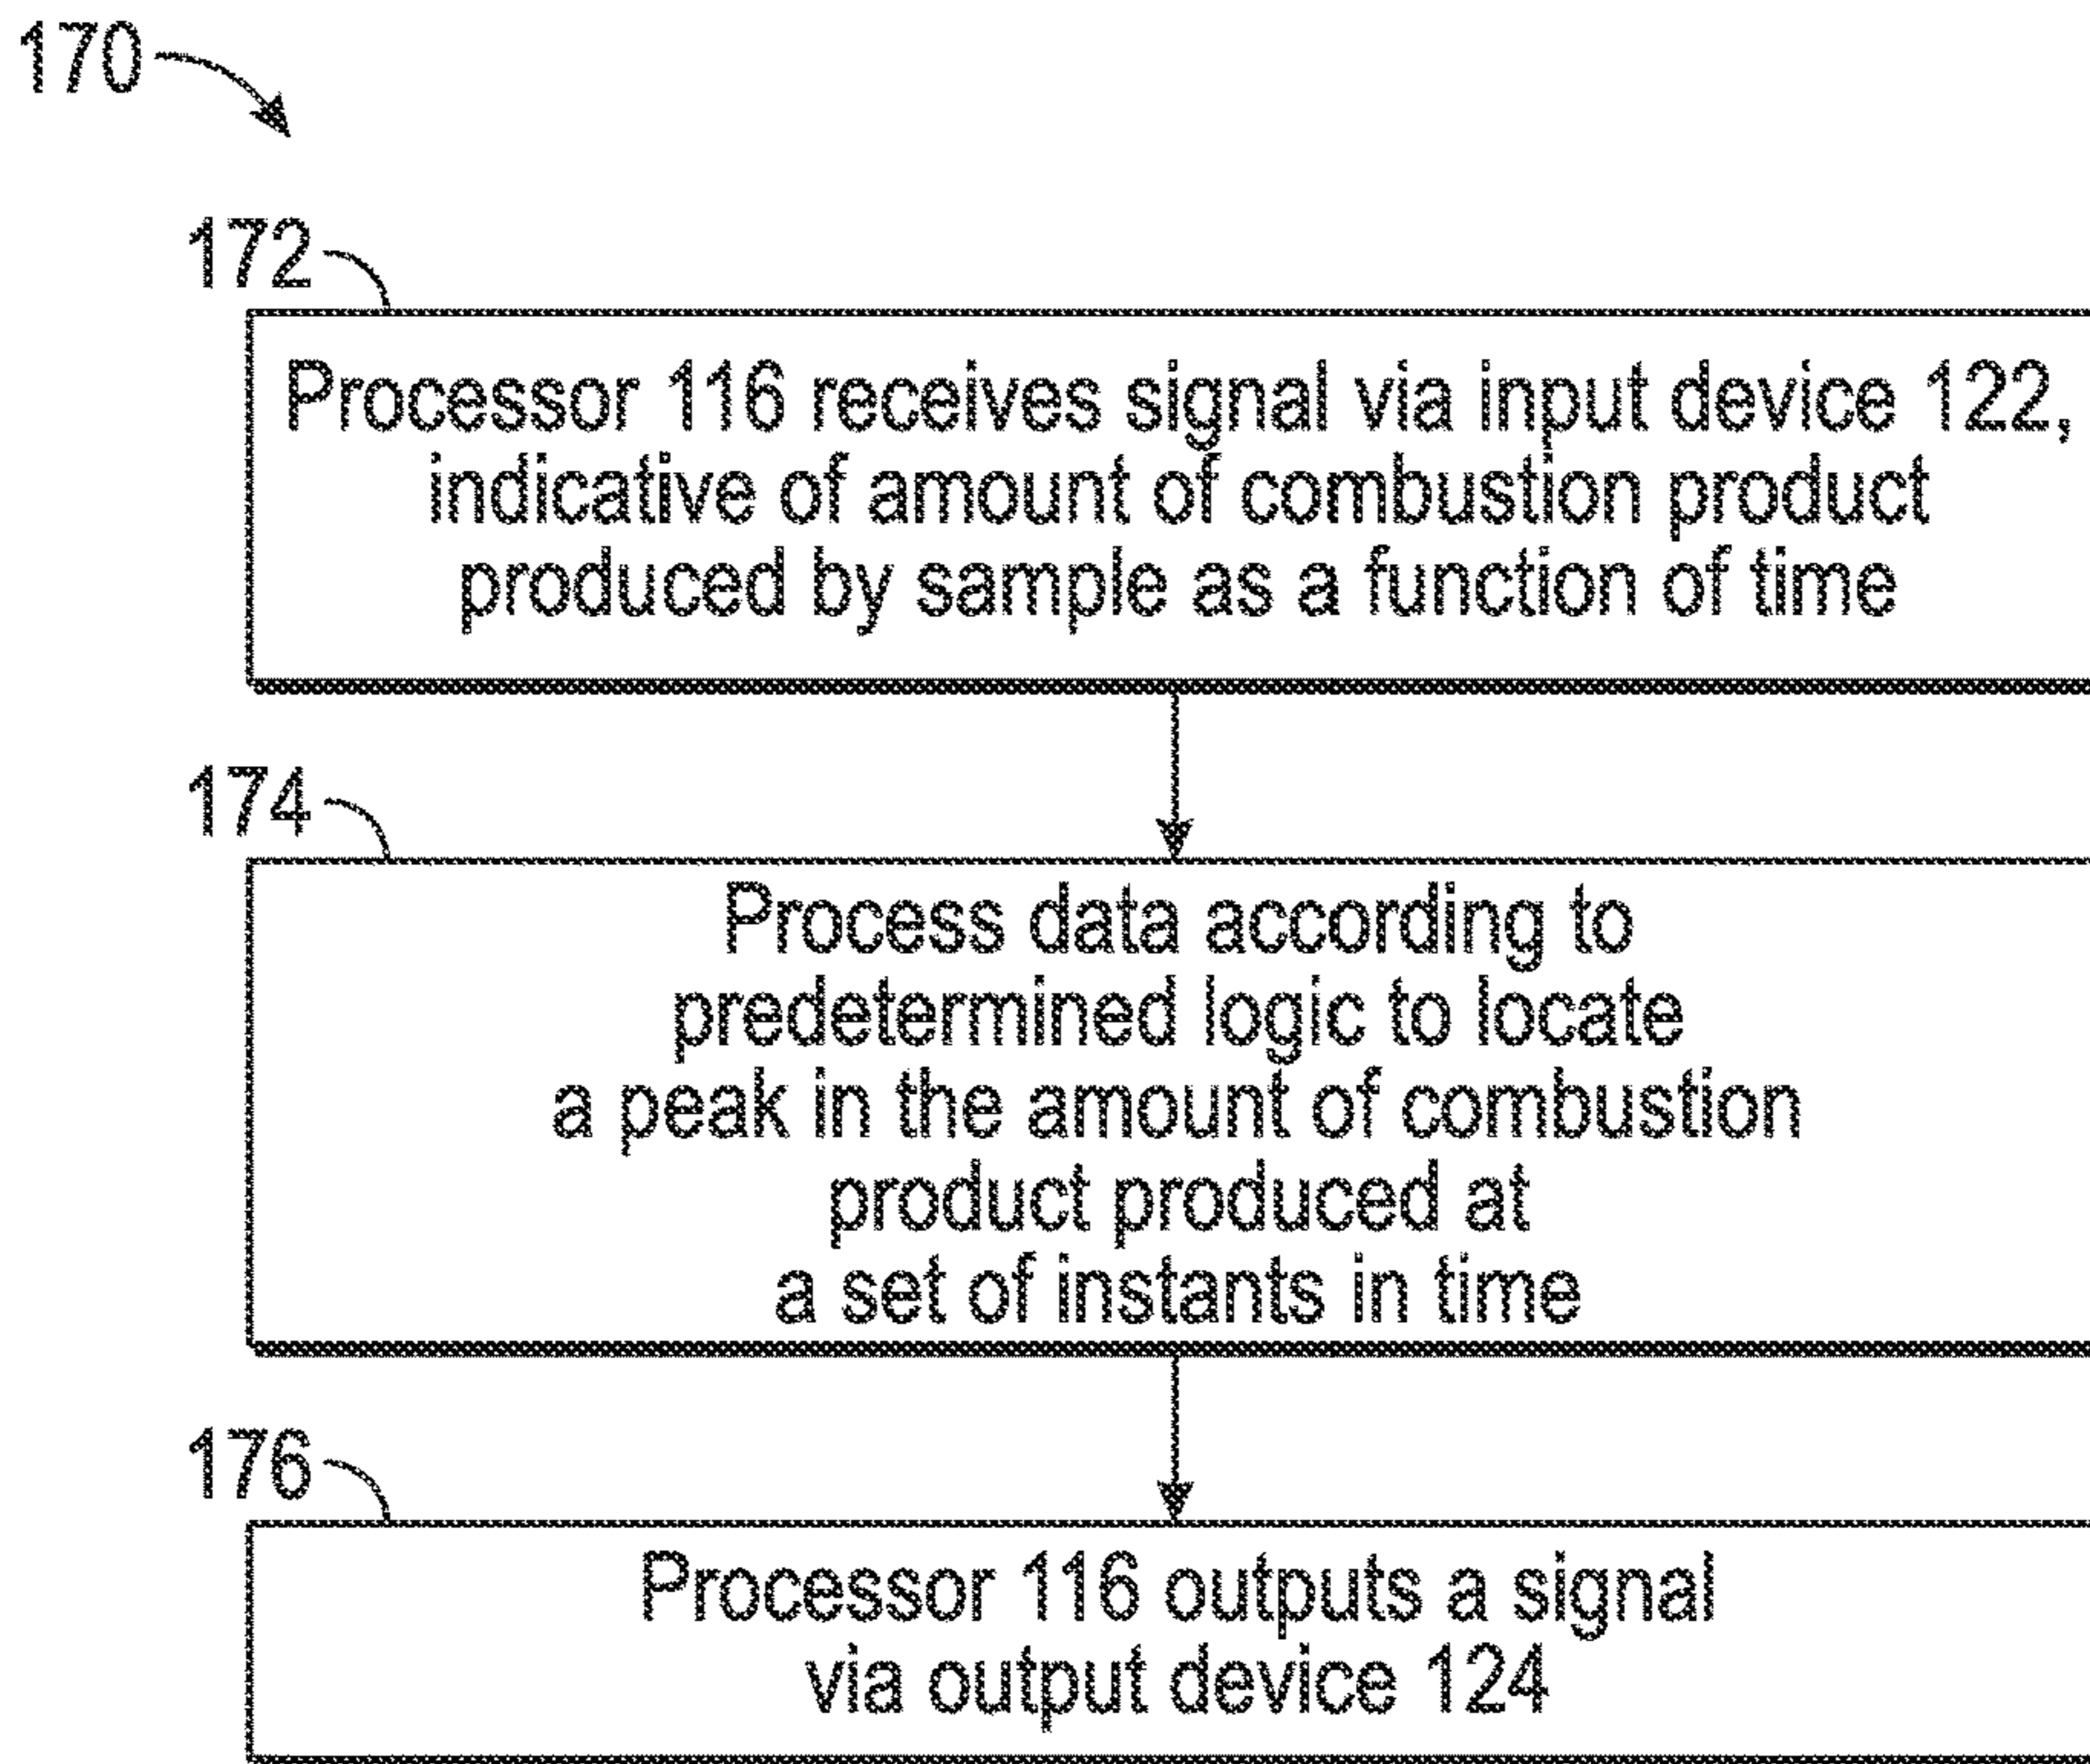 170
172
Processor 116 receives signal via input device 122,
indicative of amount of combustion product
produced by sample as a function of time
174
Process data according to
predetermined logic to locate
a peak in the amount of combustion
product produced at
a set of instants in time
176
Processor 116 outputs a signal
via output device 124